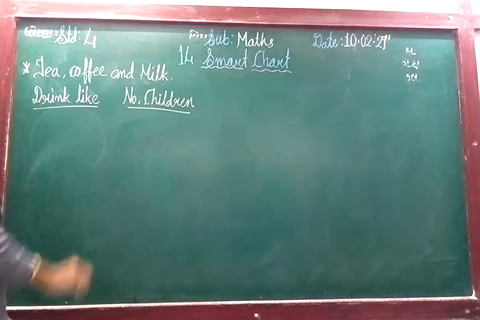 Std: 4 Sub: Maths Date: 10:02:21
14 Smart Chart
* Tea, coffee and Milk.
Drink like No. Children